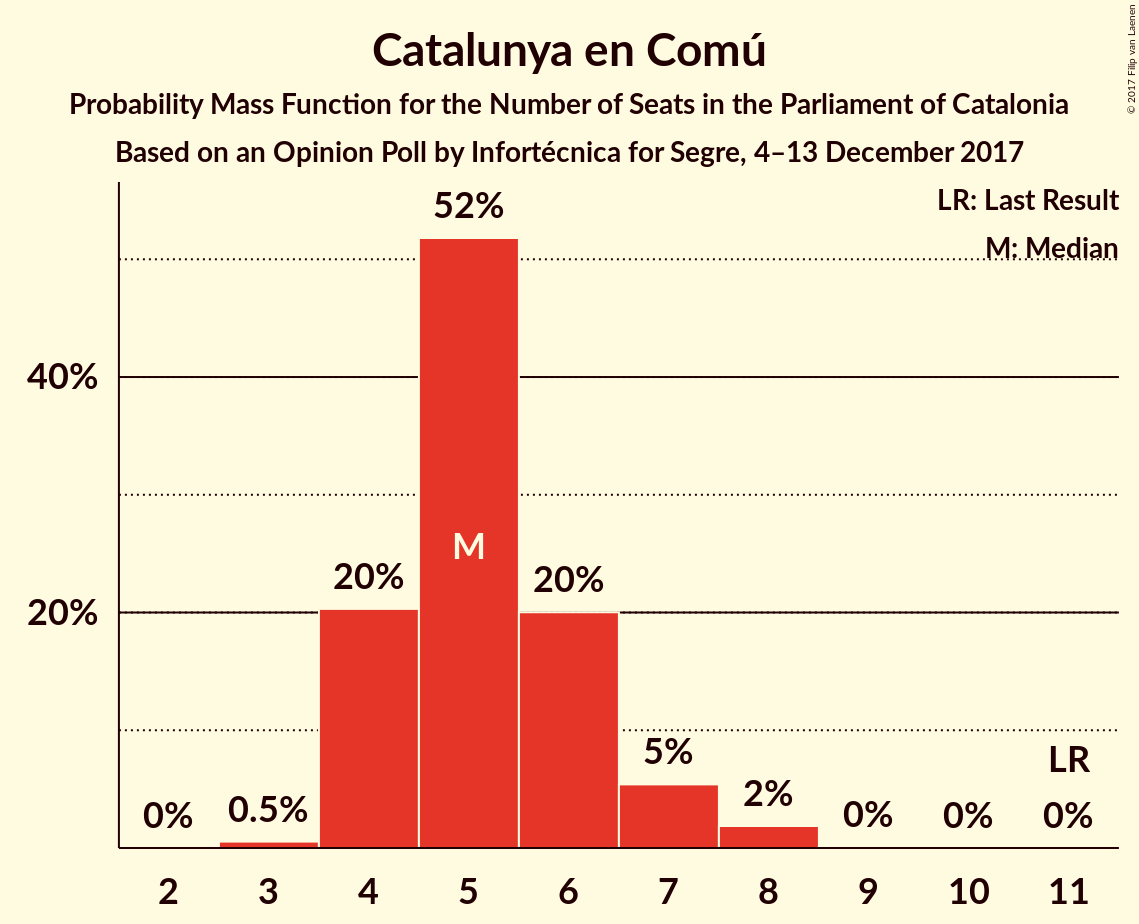 Catalunya en Comú
Probability Mass Function for the Number of Seats in the Parliament of Catalonia
Based on an Opinion Poll by Infortécnica for Segre, 4–13 December 2017
© 2017 Filip van Laenen
LR: Last Result
M: Median
52%
40%
M
20%
20%
20%
5%
LR
2%
0%
0.5%
0%
0%
0%
2 3 4 5 6 7 8 9 10 11